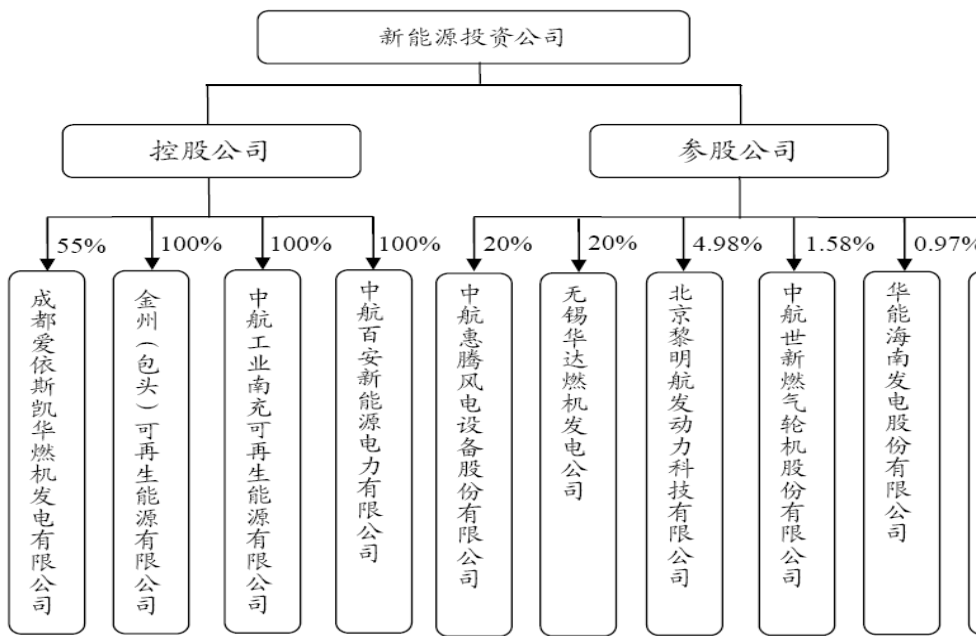 新能源投资公司
控股公司
参股公司
55%
100%
100%
100%
20%
20%
4.98%
1.58%
0.97%
成都爱依斯凯华燃机发电有限公司
金州（包头）可再生能源有限公司
中航工业南充可再生能源有限公司
中航百安新能源电力有限公司
中航惠腾风电设备股份有限公司
无锡华达燃机发电公司
北京黎明航发动力科技有限公司
中航世新燃气轮机股份有限公司
华能海南发电股份有限公司